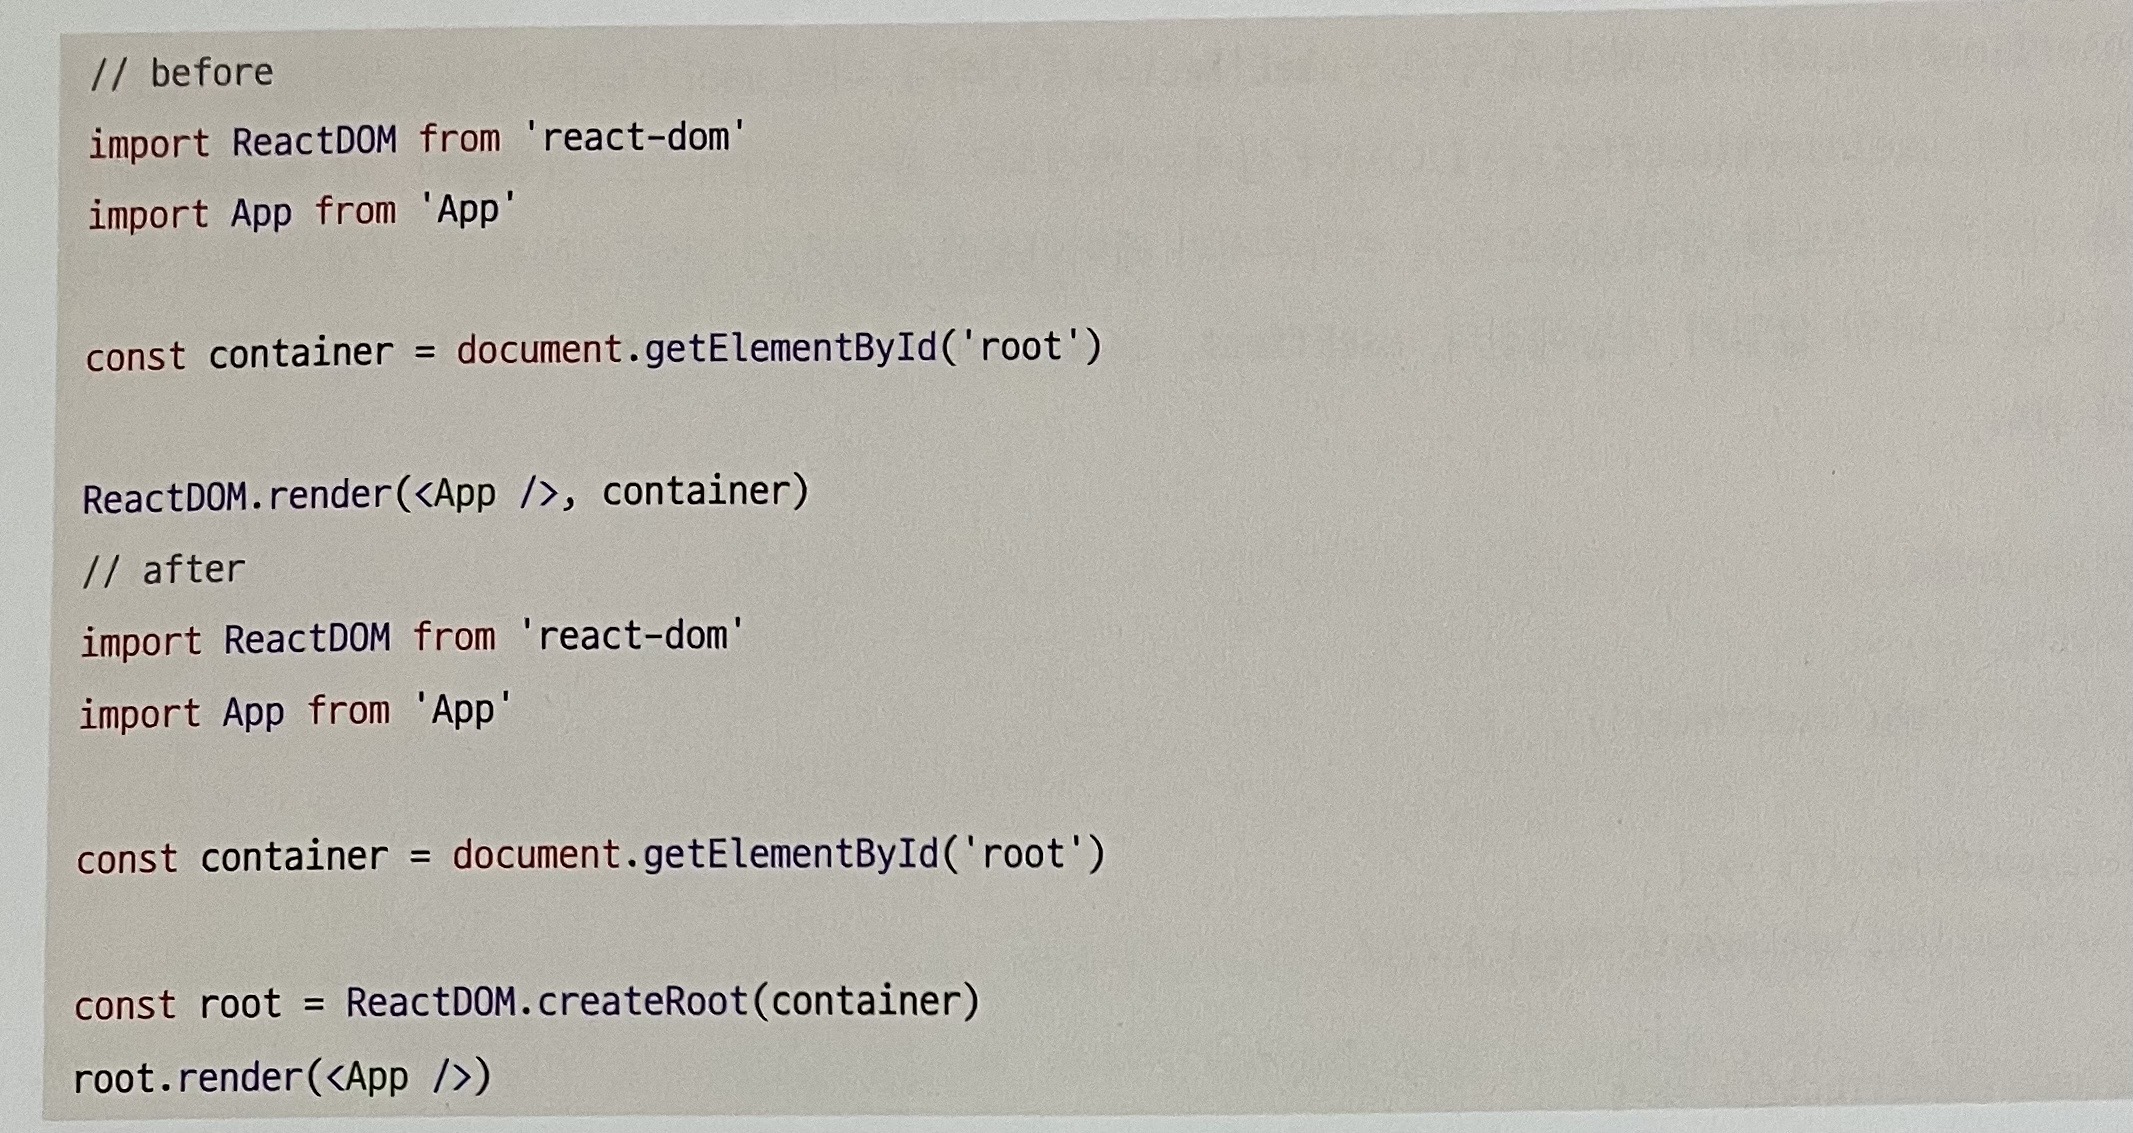 // before
import ReactDOM from 'react-dom'
import App from 'App'
const container = document.getElementById('root')
ReactDOM.render(<App />, container)
// after
import ReactDOM from 'react-dom'
import App from 'App'
const container = document.getElementById('root')
const root = ReactDOM.createRoot(container)
root.render(<App />)